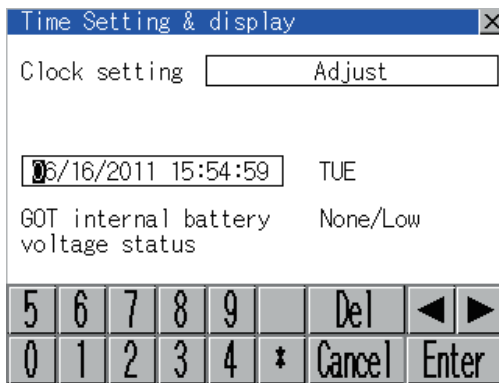 Time Setting & display
Clock setting Adjust
06/16/2011 15:54:59 TUE
GOT internal battery None/Low
voltage status
5 6 7 8 9 Del ◀ ▶
0 1 2 3 4 * Cancel Enter